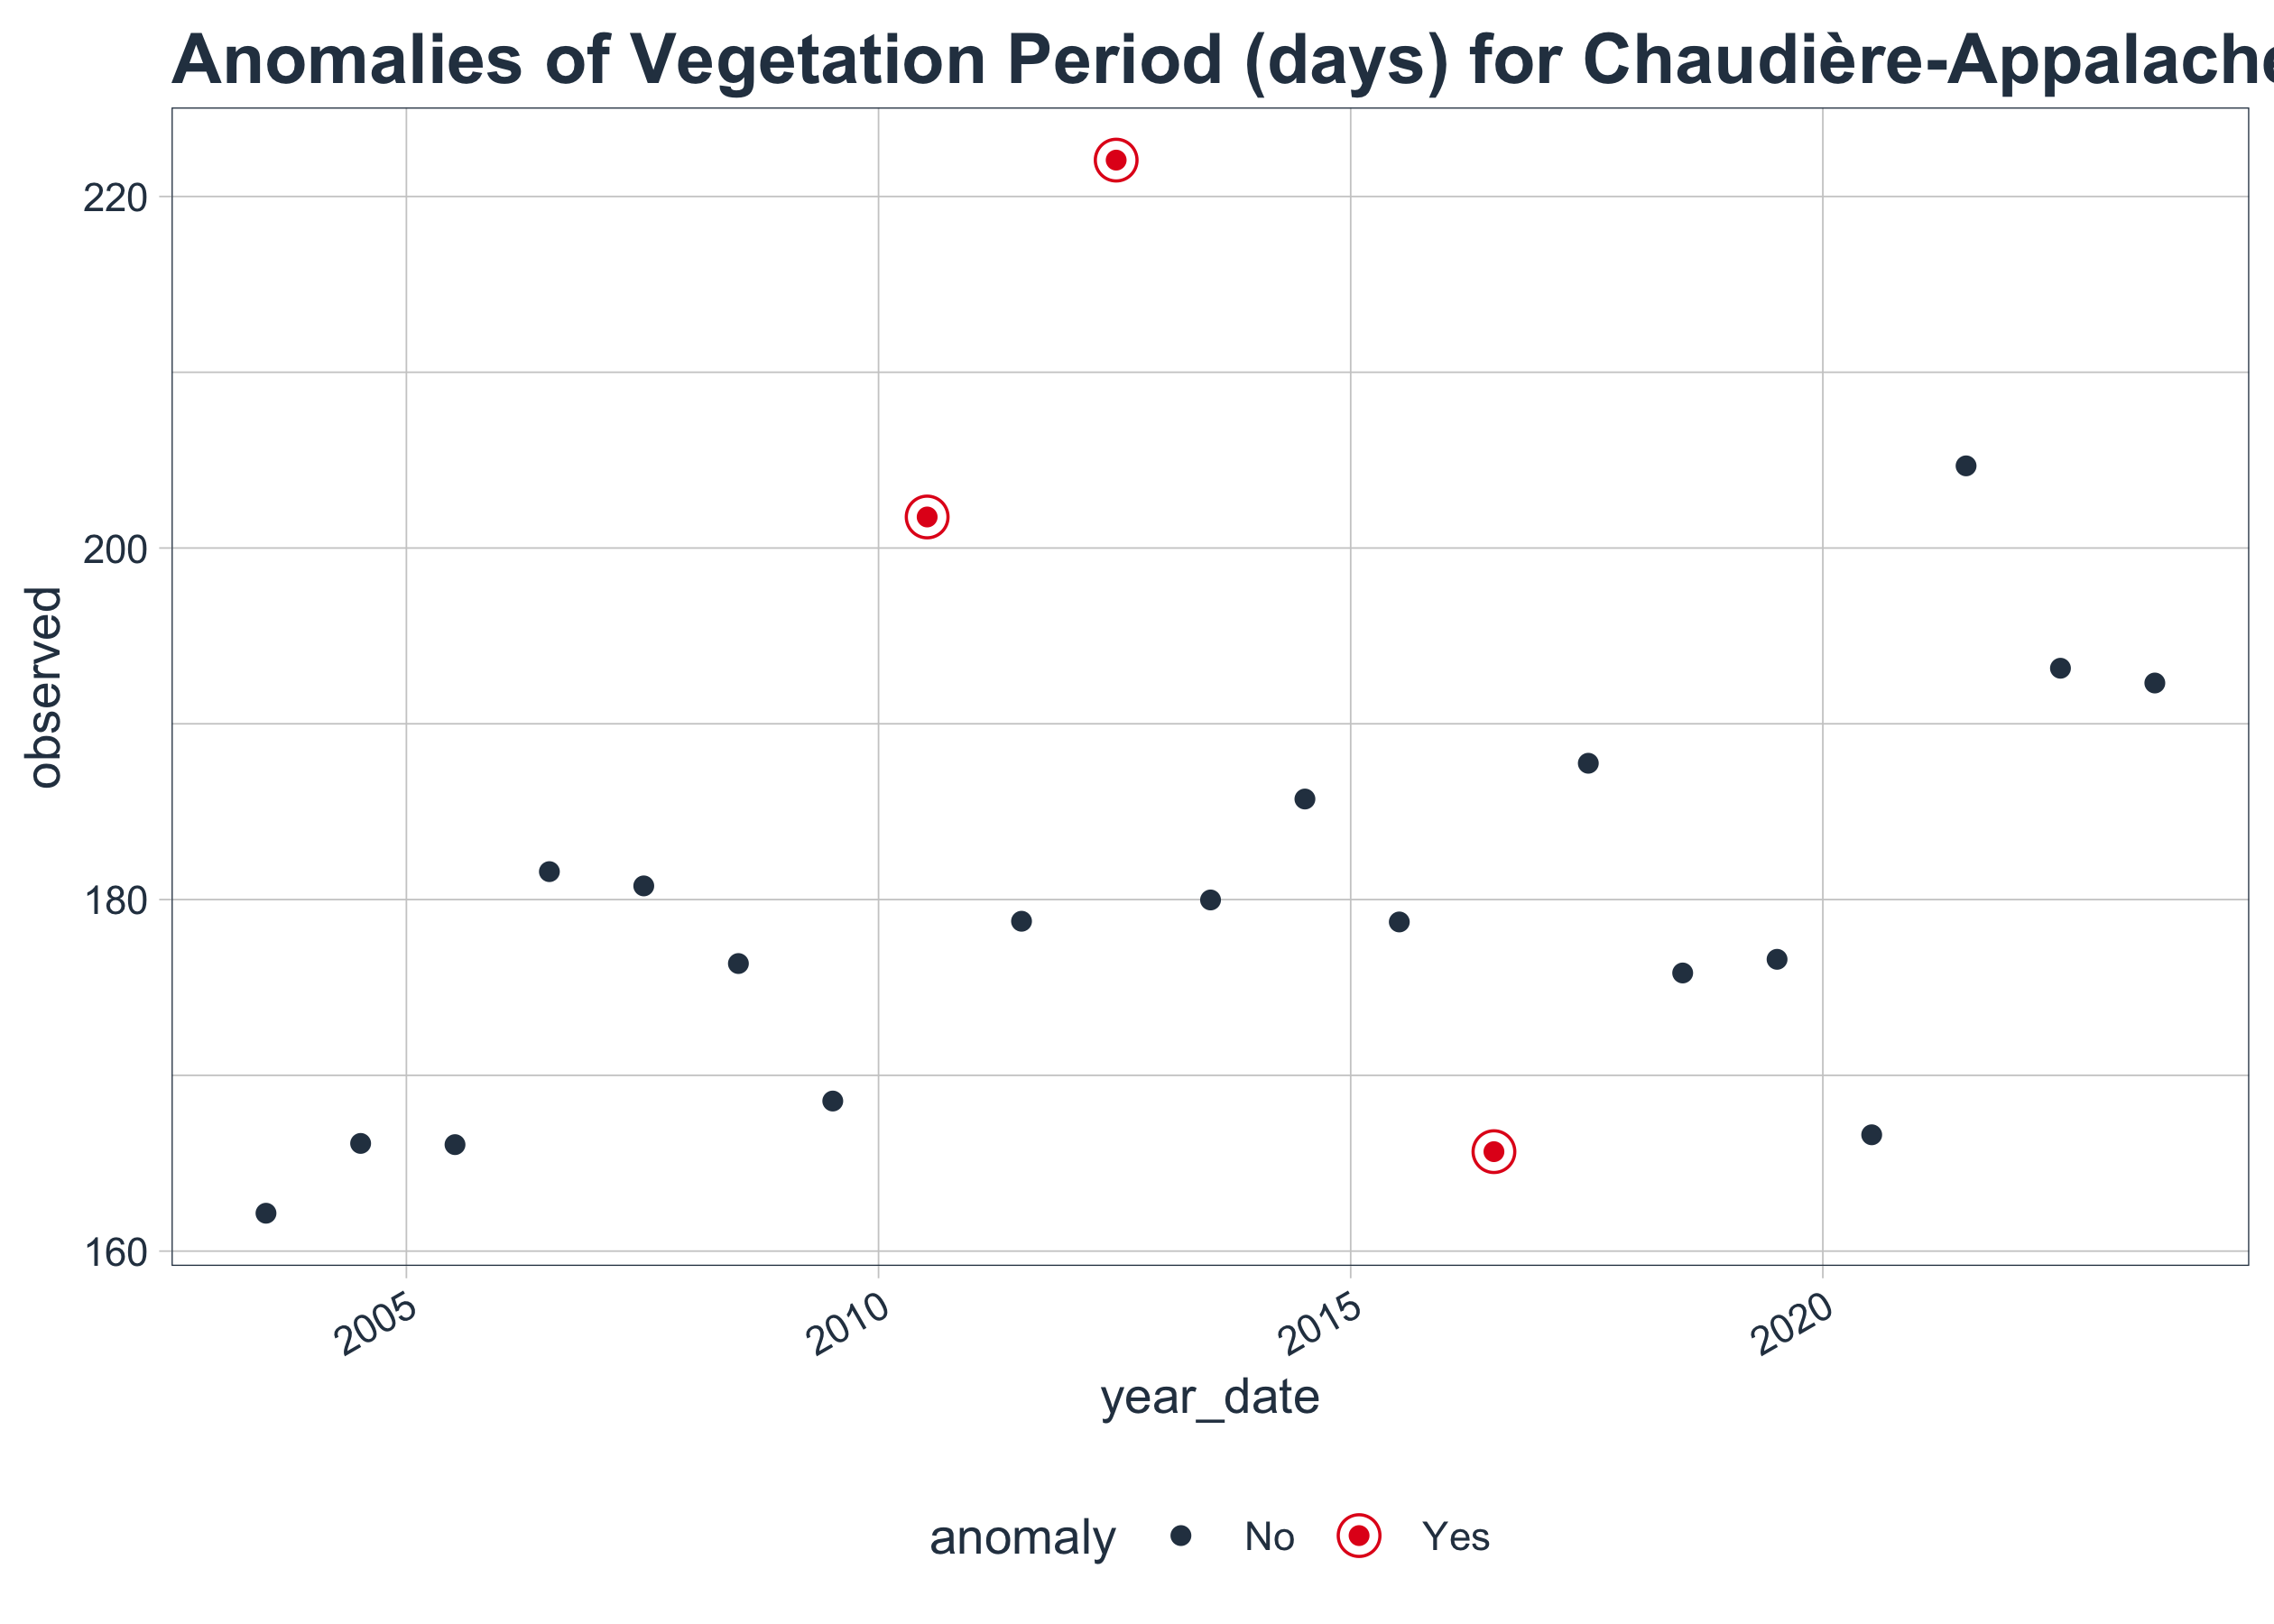 Anomalies of Vegetation Period (days) for Chaudière-Appalache
220
200
180
160
observed
2005 2010 2015 2020
year_date
anomaly No Yes